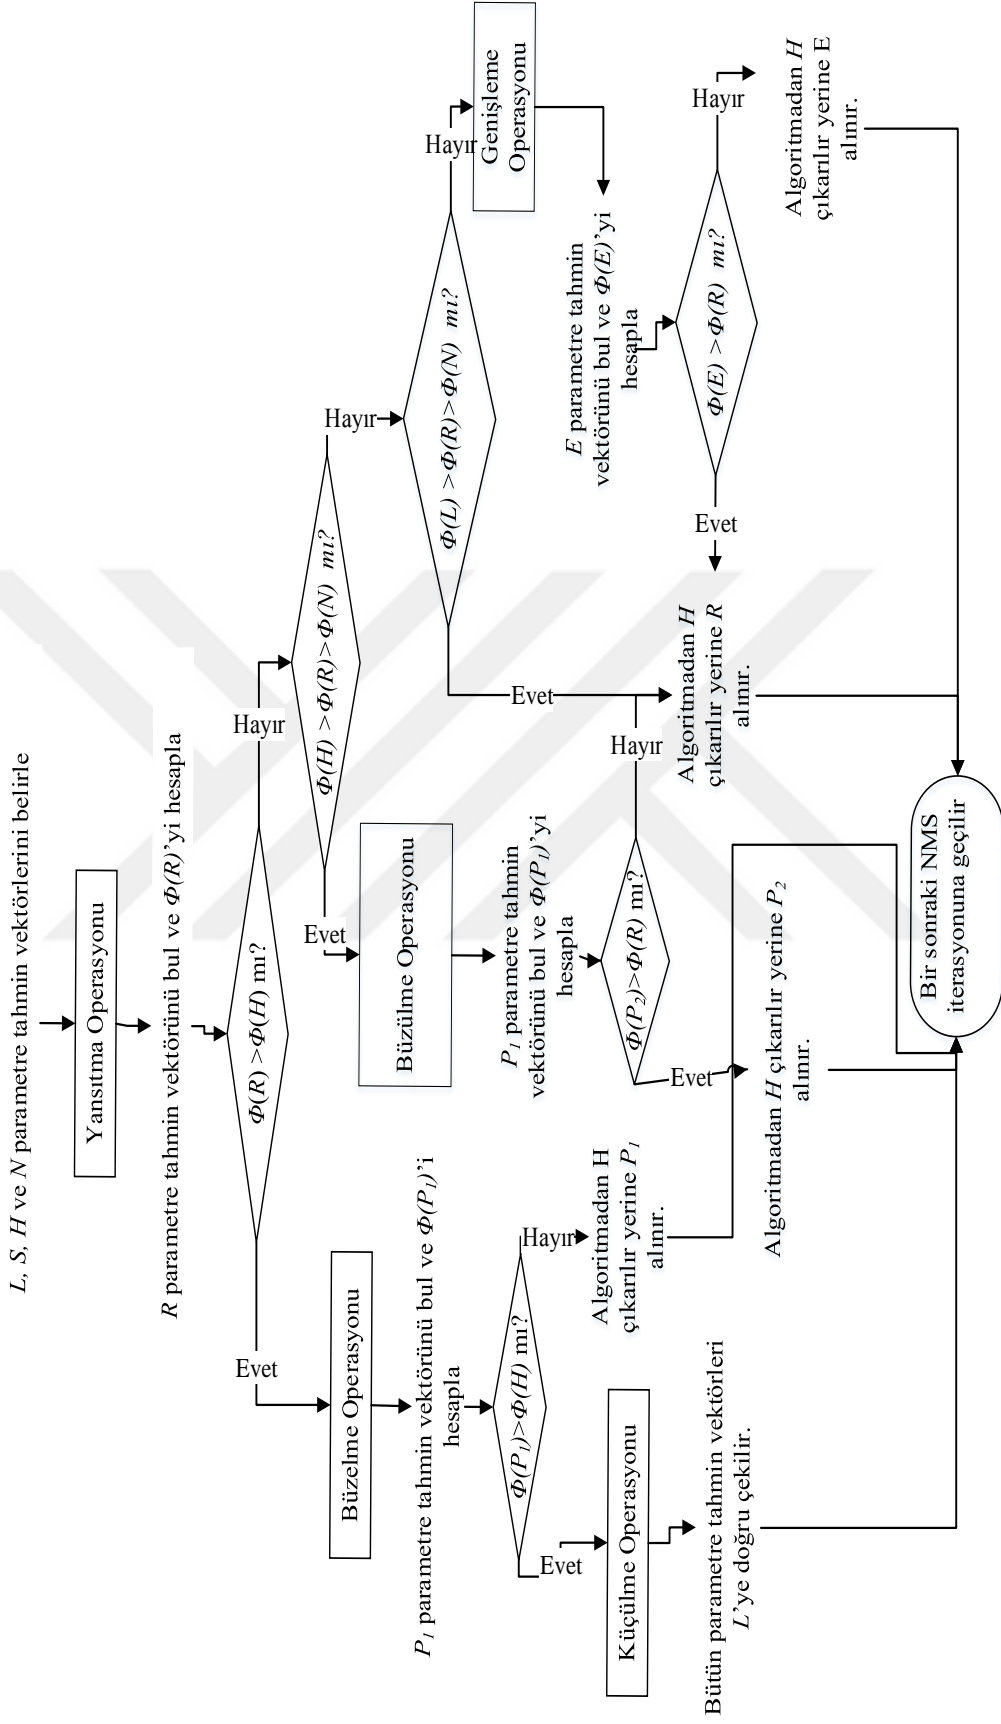 L, S, H ve N parametre tahmin vektörlerini belirle
Yansıtma Operasyonu
R parametre tahmin vektörünü bul ve Φ(R)'yi hesapla
Φ(R) >Φ(H) mı?
Evet
Hayır
Büzelme Operasyonu
P1 parametre tahmin vektörünü bul ve Φ(P1)'i
hesapla
Φ(P1)>Φ(H) mı?
Evet
Hayır
Küçülme Operasyonu
Bütün parametre tahmin vektörleri
L'ye doğru çekilir.
Algoritmadan H
çıkarılır yerine P1
alınır.
Φ(H) >Φ(R)>Φ(N) mı?
Evet
Hayır
Büzülme Operasyonu
P1 parametre tahmin
vektörünü bul ve Φ(P1)'yi
hesapla
Φ(P2)>Φ(R) mı?
Evet
Hayır
Algoritmadan H çıkarılır yerine P2
alınır.
Φ(L) >Φ(R)>Φ(N) mı?
Evet
Hayır
Algoritmadan H
çıkarılır yerine R
alınır.
Genişleme
Operasyonu
E parametre tahmin
vektörünü bul ve Φ(E)'yi
hesapla
Φ(E) >Φ(R) mı?
Evet
Hayır
Algoritmadan H
çıkarılır yerine E
alınır.
Bir sonraki NMS
iterasyonuna geçilir